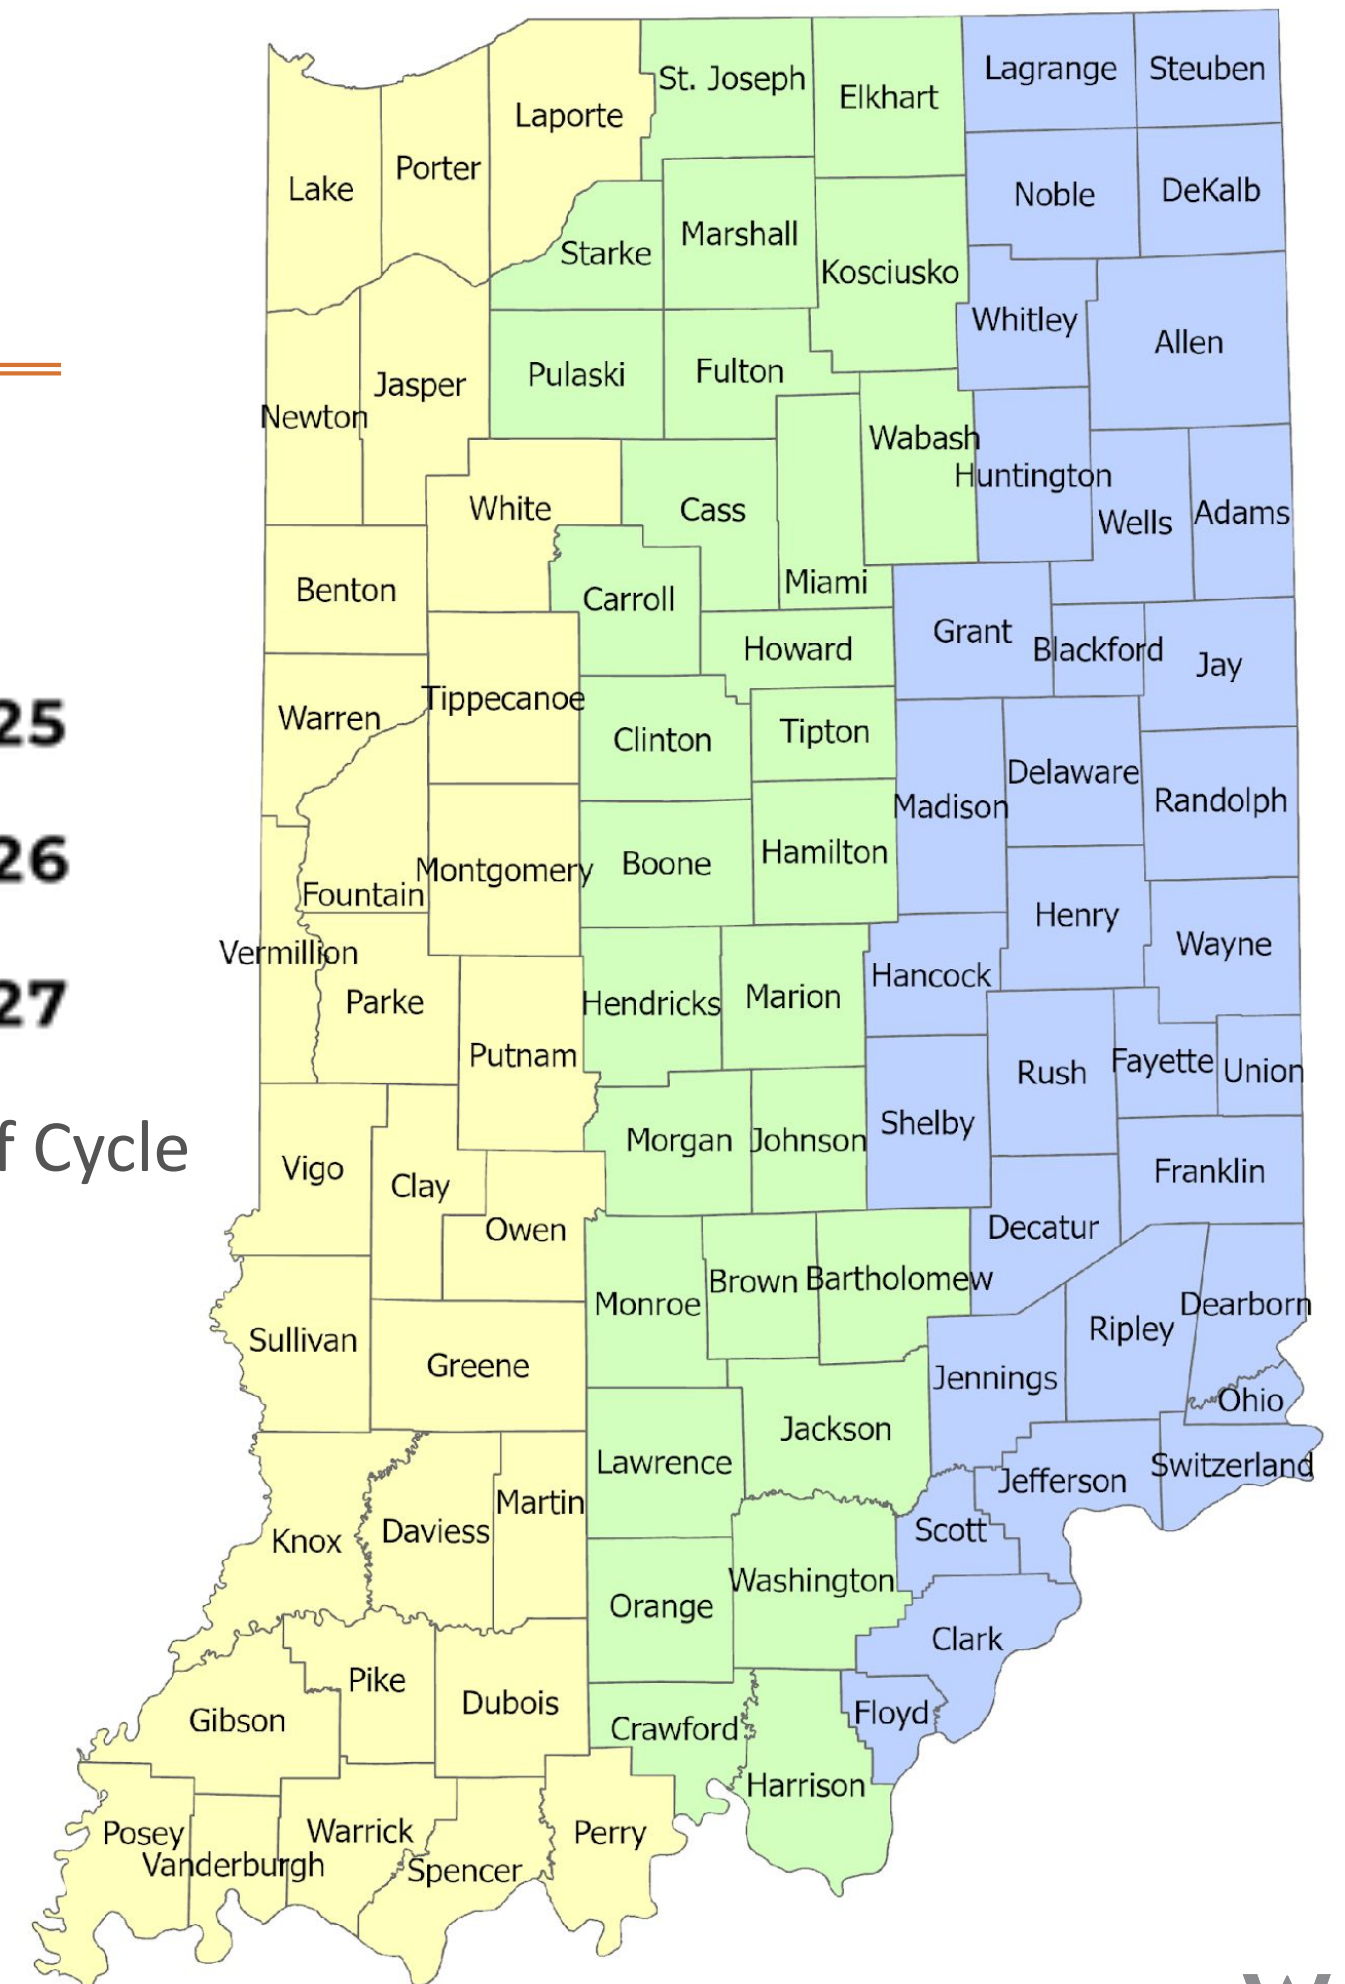 Lagrange
Steuben
St. Joseph
Elkhart
Laporte
Porter
Lake
Noble
DeKalb
Marshall
Starke
Kosciusko
Whitley
Allen
Pulaski
Fulton
Jasper
Newton
Wabash
Huntington
White
Cass
Wells
Adams
Miami
Benton
Carroll
Grant
Howard
Blackford
Jay
Tippecanoe
Warren
25
Clinton
Tipton
Delaware
Randolph
Madison
Hamilton
Boone
26
Montgomery
Fountain
Henry
Wayne
Vermillion
Hancock
Parke
Hendricks
Marion
27
Putnam
Rush
Fayette
Union
Shelby
Morgan
Johnson
f Cycle
Vigo
Clay
Franklin
Owen
Decatur
Monroe
Brown
Bartholomew
Dearborn
Ripley
Sullivan
Greene
Jennings
Ohio
Jackson
Lawrence
Switzerland
Jefferson
Martin
Scott
Daviess
Knox
Washington
Orange
Clark
Pike
Dubois
Floyd
Gibson
Crawford
Harrison
Warrick
Perry
Posey
Vanderburgh
Spencer